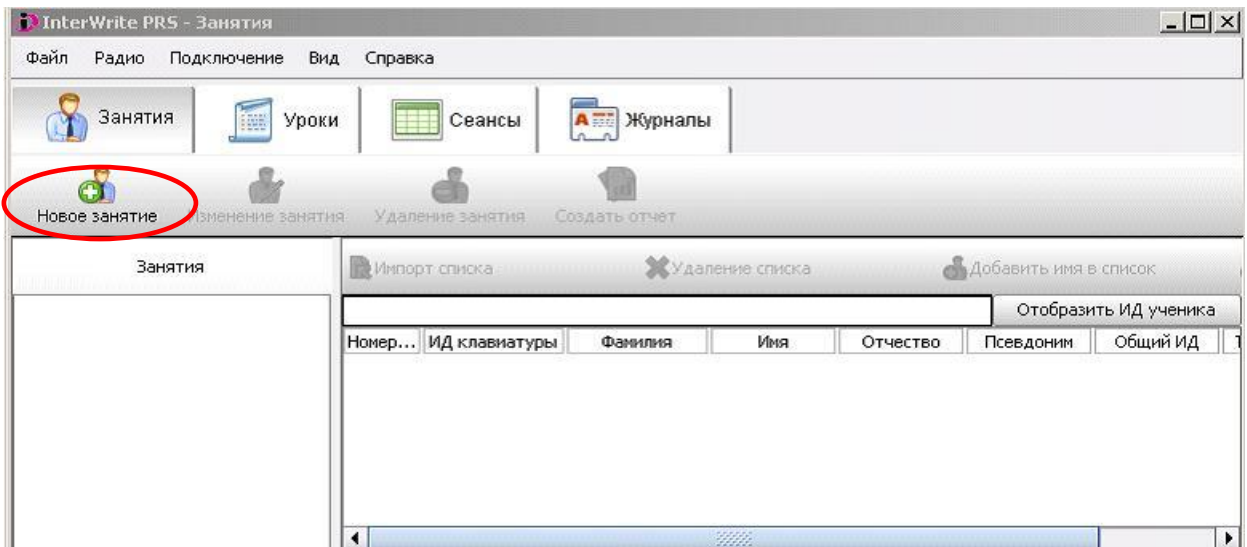 InterWrite PRS - Занятия
Файл Радио Подключение Вид Справка
Занятия Уроки Сеансы Журналы
Новое занятие Изменение занятия Удаление занятия Создать отчет
Занятия Импорт списка Удаление списка Добавить имя в список
Отобразить ИД ученика
Номер... ИД клавиатуры Фамилия Имя Отчество Псевдоним Общий ИД